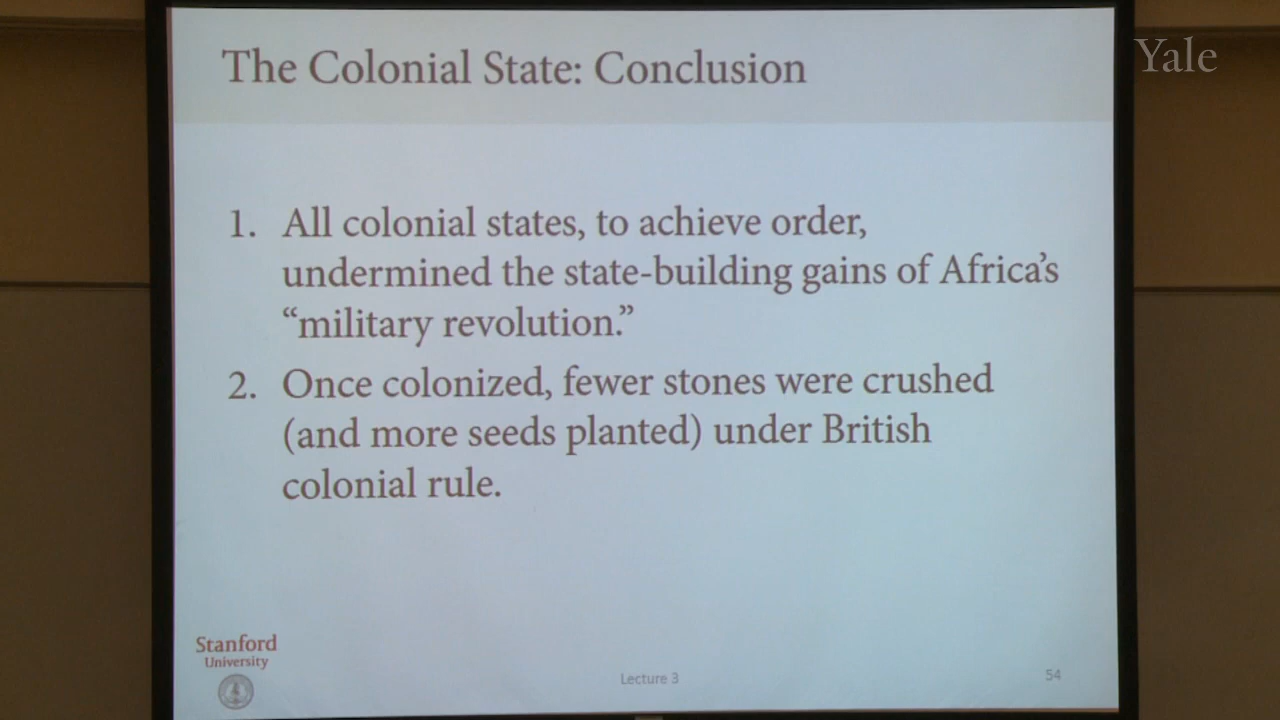 The Colonial State: Conclusion
Yale
1. All colonial states, to achieve order,
undermined the state-building gains of Africa's
“military revolution.”
2. Once colonized, fewer stones were crushed
(and more seeds planted) under British
colonial rule.
Stanford
University
Lecture 3
54